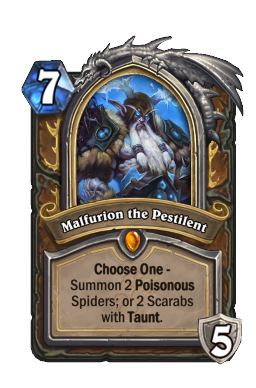 7
Malfurion the Pestilent
Choose One -
Summon 2 Poisonous
Spiders; or 2 Scarabs
with Taunt.
5